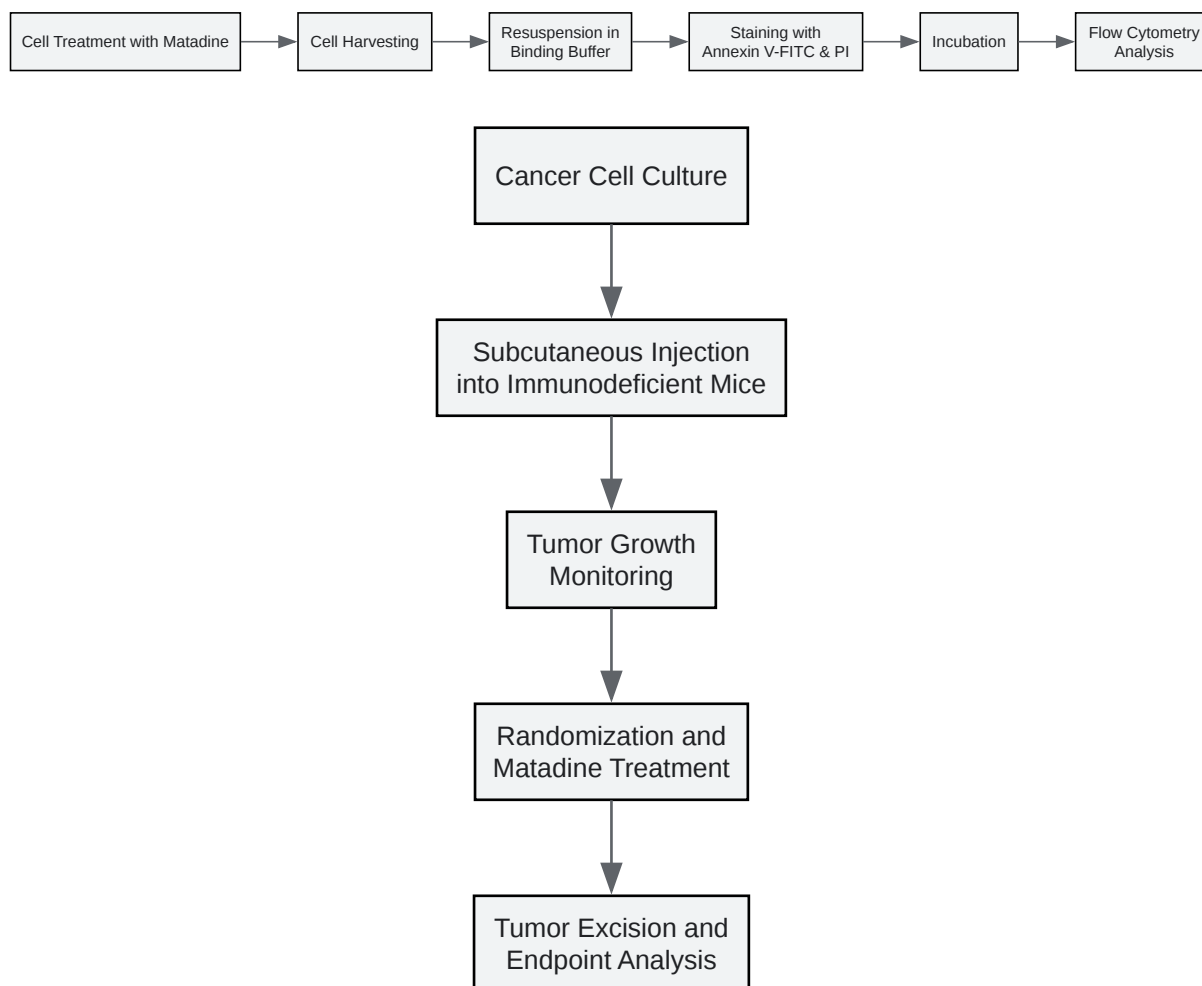 Cell Treatment with Matadine
Cell Harvesting
Resuspension in
Binding Buffer
Staining with
Annexin V-FITC & PI
Incubation
Flow Cytometry
Analysis
Cancer Cell Culture
Subcutaneous Injection
into Immunodeficient Mice
Tumor Growth
Monitoring
Randomization and
Matadine Treatment
Tumor Excision and
Endpoint Analysis